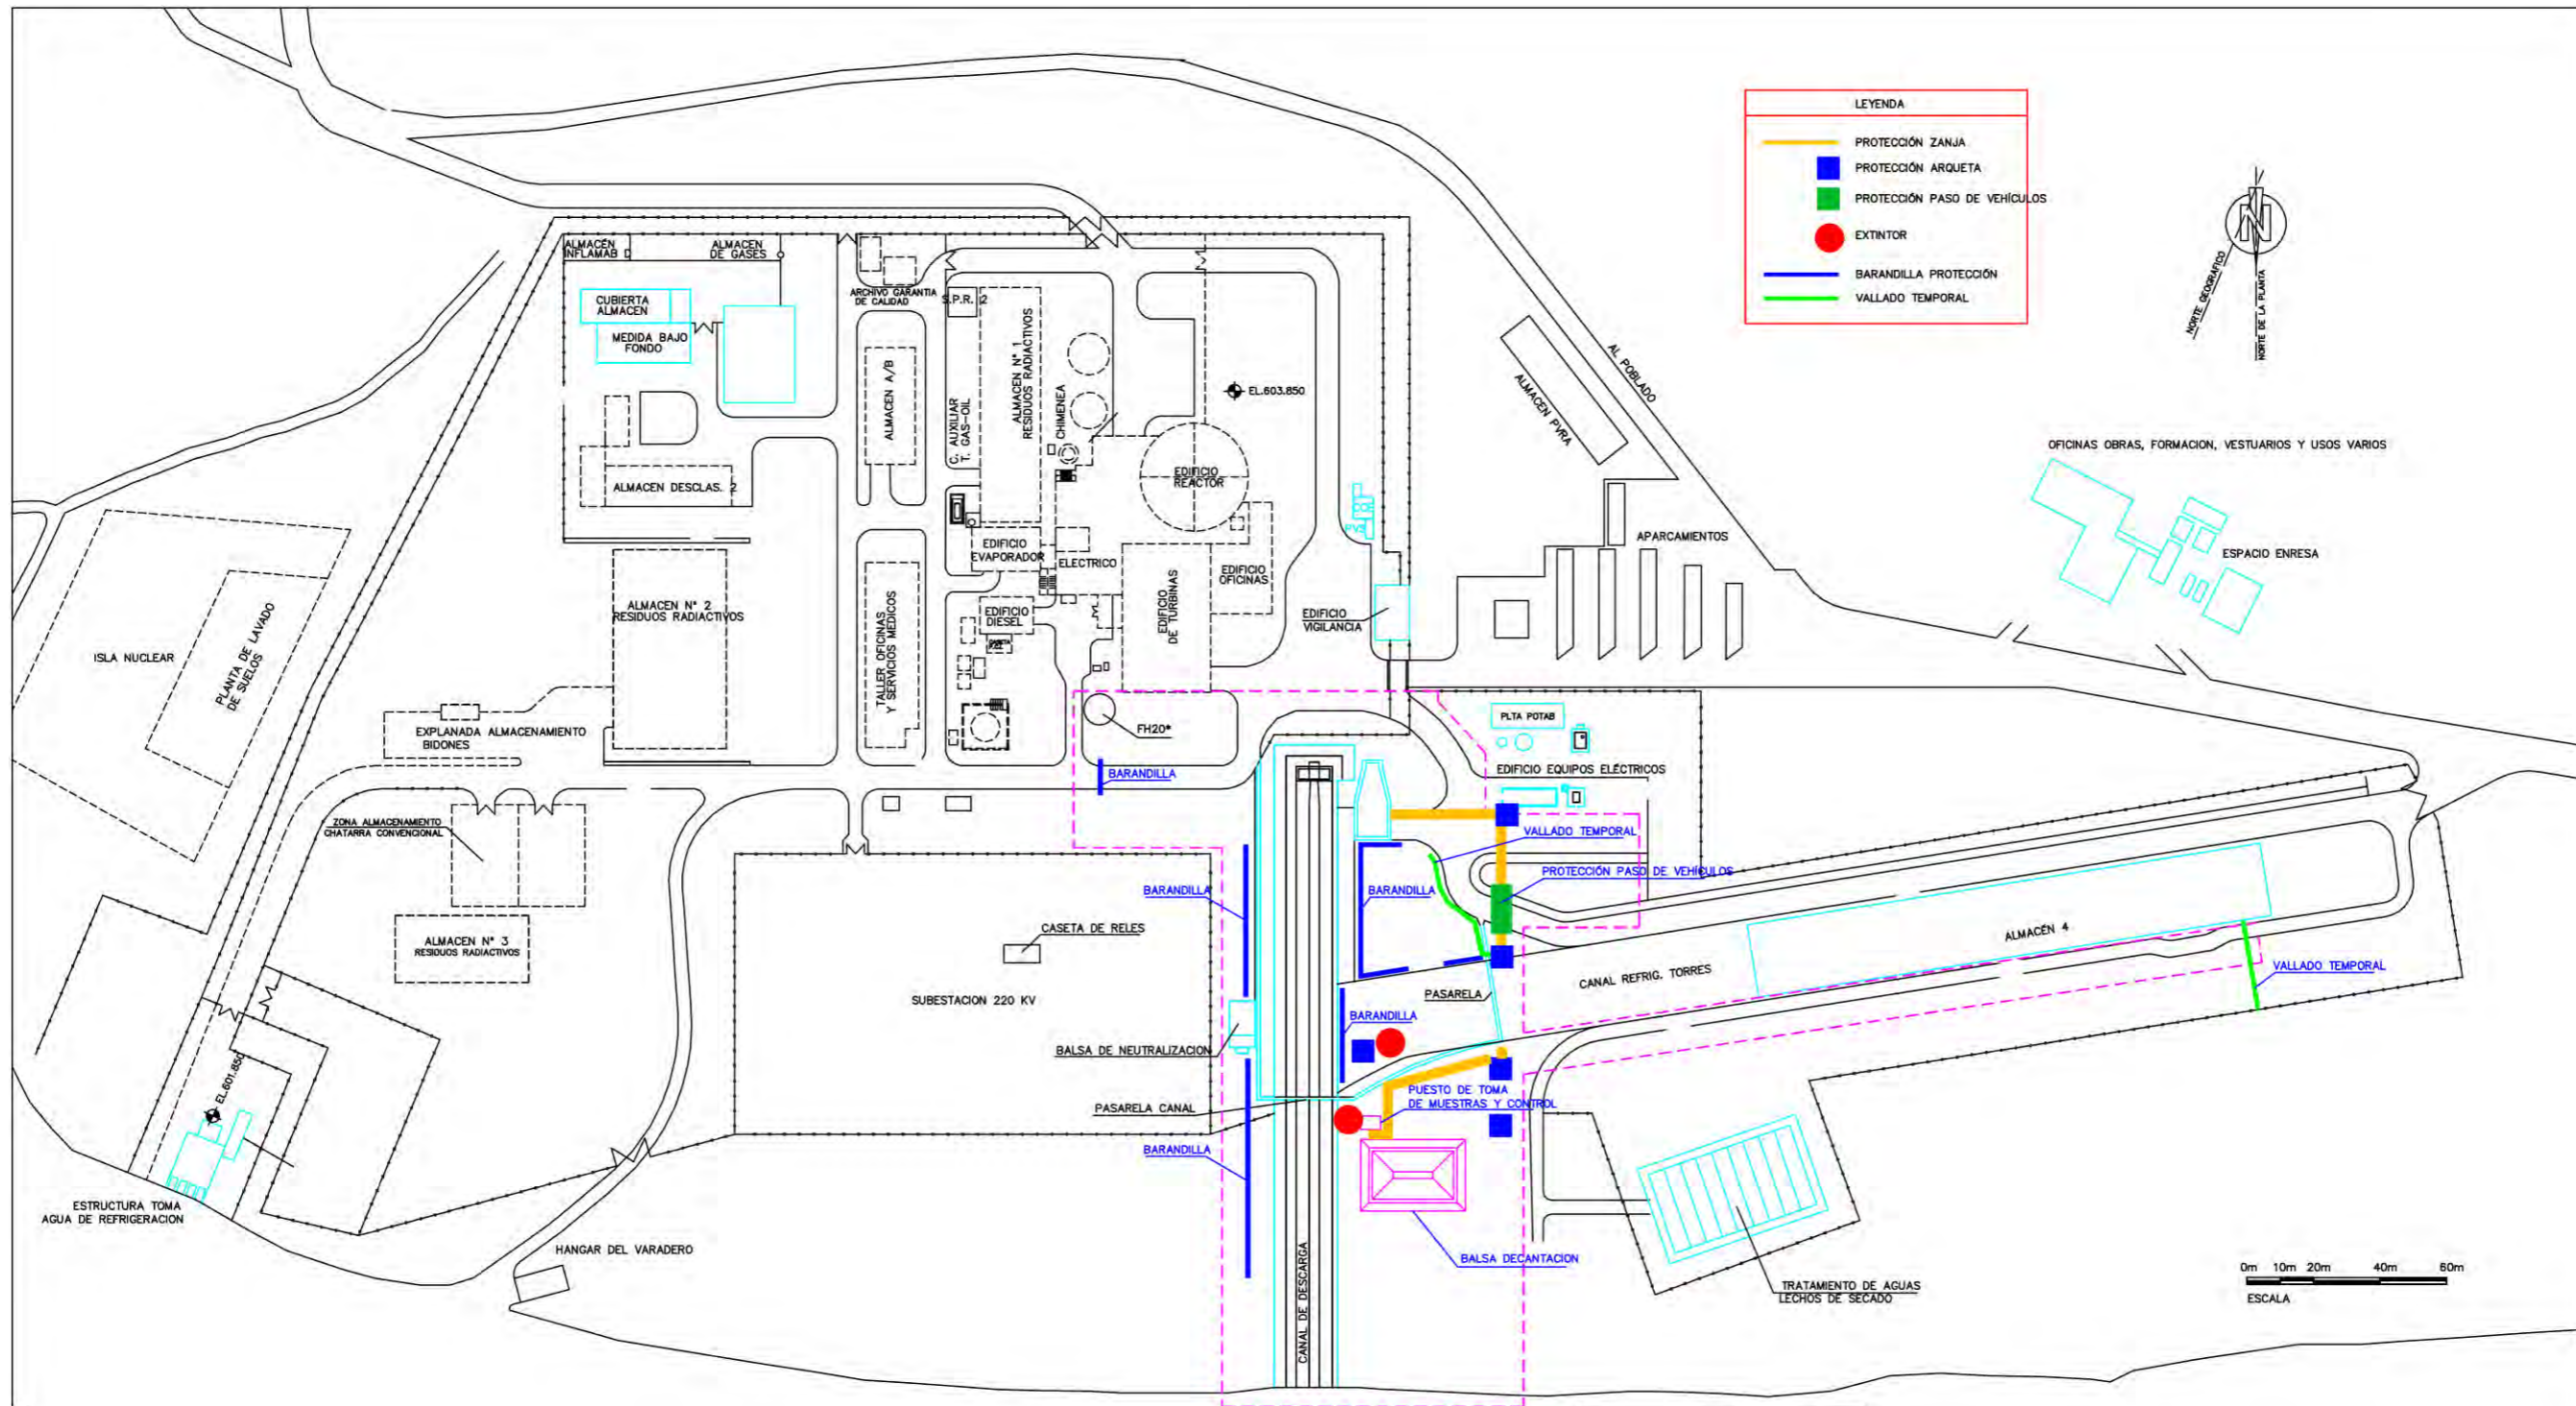 LEYENDA
PROTECCIÓN ZANJA
PROTECCIÓN ARQUETA
PROTECCIÓN PASO DE VEHÍCULOS
EXTINTOR
BARANDILLA PROTECCIÓN
VALLADO TEMPORAL
N
NORTE GEOGRAFICO
NORTE DE LA PLANTA
ALMACÉN
INFLAMAB
ALMACEN
DE GASES
CUBIERTA
ALMACEN
MEDIDA BAJO
FONDO
ARCHIVO GARANTIA
DE CALIDAD
S.P.R. 2
ALMACEN A/B
C. AUXILIAR
T. GAS-OIL
ALMACEN Nº 1
RESIDUOS RADIACTIVOS
CHIMENEA
EL.603.850
EDIFICIO
REACTOR
AL POBLADO
ALMACEN PVRA
OFICINAS OBRAS, FORMACION, VESTUARIOS Y USOS VARIOS
ESPACIO ENRESA
APARCAMIENTOS
ALMACEN DESCLAS. 2
EDIFICIO
EVAPORADOR
ELECTRICO
EDIFICIO
OFICINAS
EDIFICIO
DE TURBINAS
EDIFICIO
DIESEL
EDIFICIO
VIGILANCIA
ALMACEN Nº 2
RESIDUOS RADIACTIVOS
TALLER OFICINAS
Y SERVICIOS MEDICOS
ISLA NUCLEAR
PLANTA DE LAVADO
DE SUELOS
EXPLANADA ALMACENAMIENTO
BIDONES
FH20*
PLTA POTAB
EDIFICIO EQUIPOS ELÉCTRICOS
BARANDILLA
ZONA ALMACENAMIENTO
CHATARRA CONVENCIONAL
VALLADO TEMPORAL
PROTECCIÓN PASO DE VEHÍCULOS
BARANDILLA
BARANDILLA
ALMACEN Nº 3
RESIDUOS RADIACTIVOS
CASETA DE RELES
ALMACÉN 4
CANAL REFRIG. TORRES
VALLADO TEMPORAL
PASARELA
SUBESTACION 220 KV
BARANDILLA
BALSA DE NEUTRALIZACION
EL.601.850
PUESTO DE TOMA
DE MUESTRAS Y CONTROL
PASARELA CANAL
BARANDILLA
ESTRUCTURA TOMA
AGUA DE REFRIGERACION
HANGAR DEL VARADERO
CANAL DE DESCARGA
BALSA DECANTACION
TRATAMIENTO DE AGUAS
LECHOS DE SECADO
0m 10m 20m 40m 60m
ESCALA